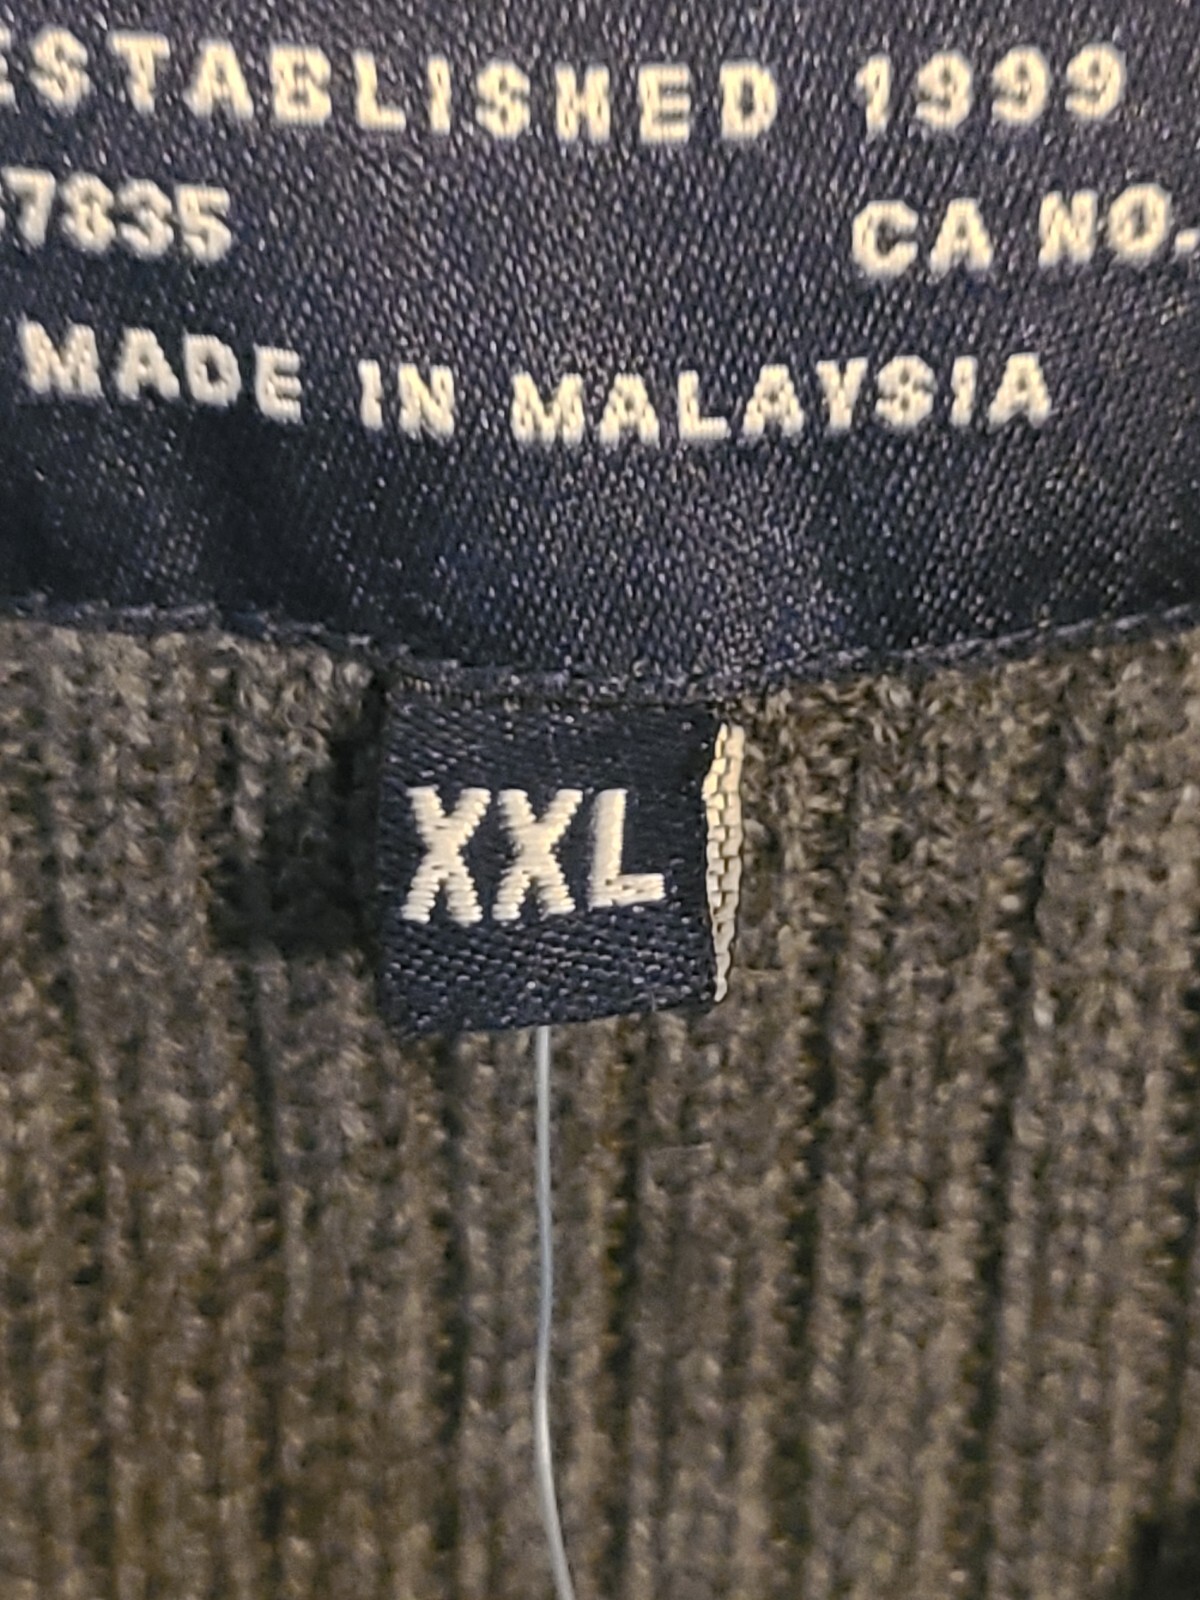 ESTABLISHED 1999
7835 CA NO.
MADE IN MALAYSIA
XXL